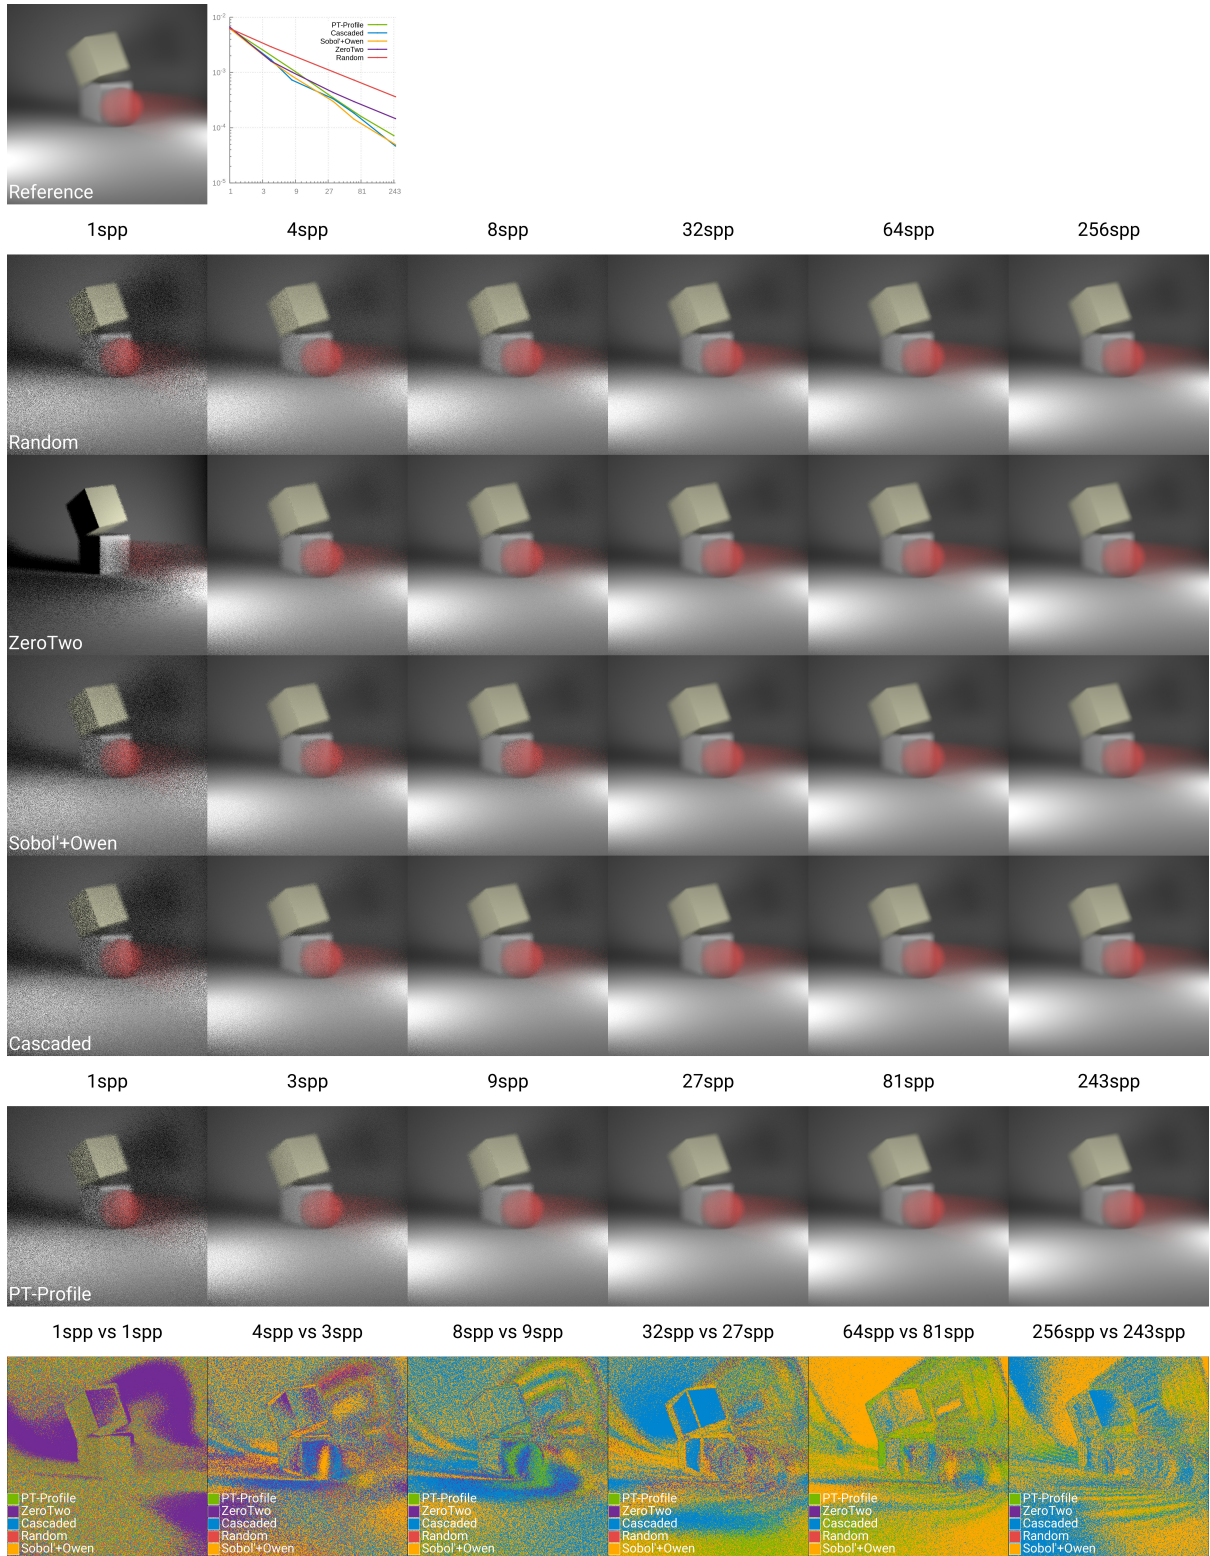 Reference
10^-2
10^-3
10^-4
10^-5
1 3 9 27 81 243
PT-Profile
Cascaded
Sobol'+Owen
ZeroTwo
Random
1spp 4spp 8spp 32spp 64spp 256spp
Random
ZeroTwo
Sobol'+Owen
Cascaded
1spp 3spp 9spp 27spp 81spp 243spp
PT-Profile
1spp vs 1spp 4spp vs 3spp 8spp vs 9spp 32spp vs 27spp 64spp vs 81spp 256spp vs 243spp
PT-Profile PT-Profile PT-Profile PT-Profile PT-Profile PT-Profile
ZeroTwo ZeroTwo ZeroTwo ZeroTwo ZeroTwo ZeroTwo
Cascaded Cascaded Cascaded Cascaded Cascaded Cascaded
Random Random Random Random Random Random
Sobol'+Owen Sobol'+Owen Sobol'+Owen Sobol'+Owen Sobol'+Owen Sobol'+Owen